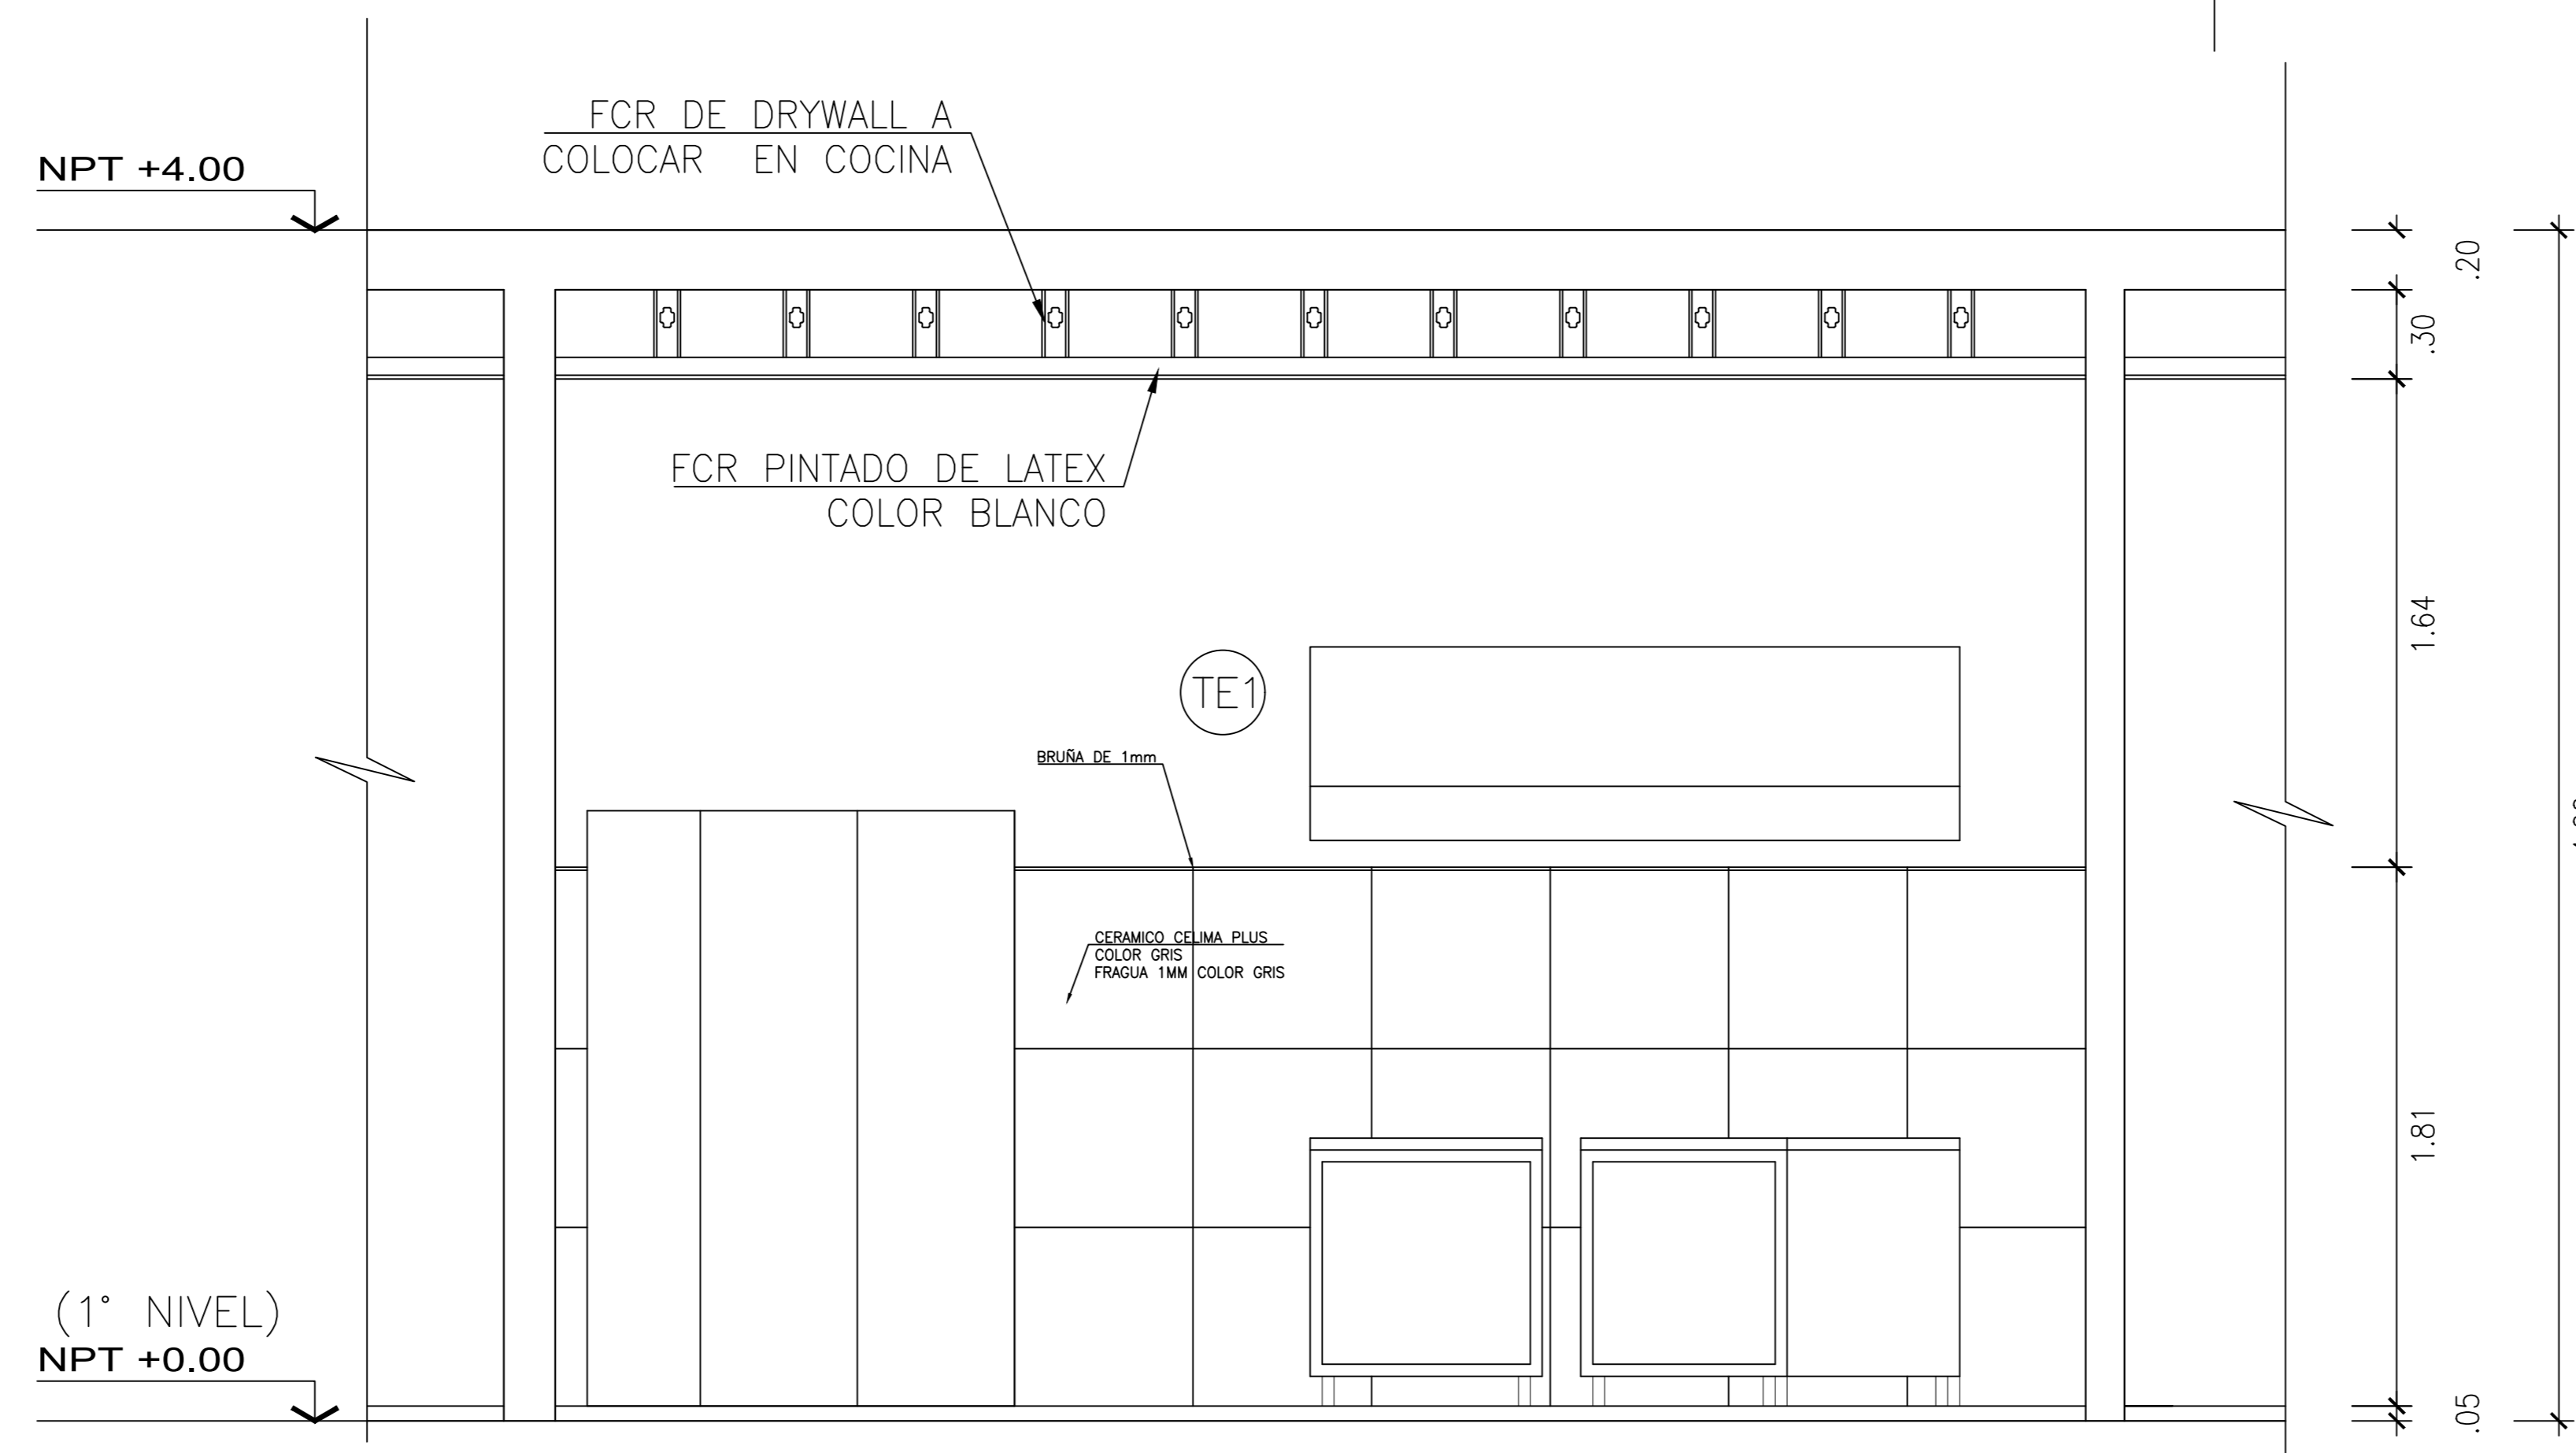 FCR DE DRYWALL A
COLOCAR EN COCINA
NPT +4.00
.20
.30
FCR PINTADO DE LATEX
COLOR BLANCO
1.64
TE1
BRUÑA DE 1mm
CERAMICO CELIMA PLUS
COLOR GRIS
FRAGUA 1MM COLOR GRIS
1.81
(1° NIVEL)
NPT +0.00
.05